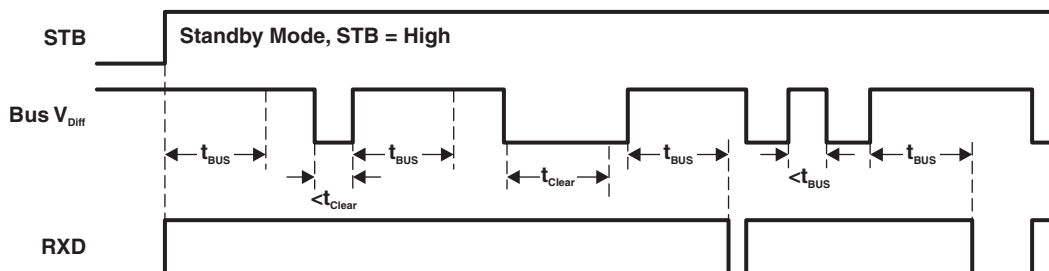 STB
Standby Mode, STB = High
Bus VDiff
tBUS
tBUS
tBUS
tBUS
tClear
<tBUS
<tClear
RXD